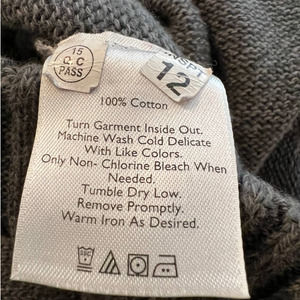 15
Q.C
PASS
INSPT
12
100% Cotton
Turn Garment Inside Out.
Machine Wash Cold Delicate
With Like Colors.
Only Non- Chlorine Bleach When
Needed.
Tumble Dry Low.
Remove Promptly.
Warm Iron As Desired.